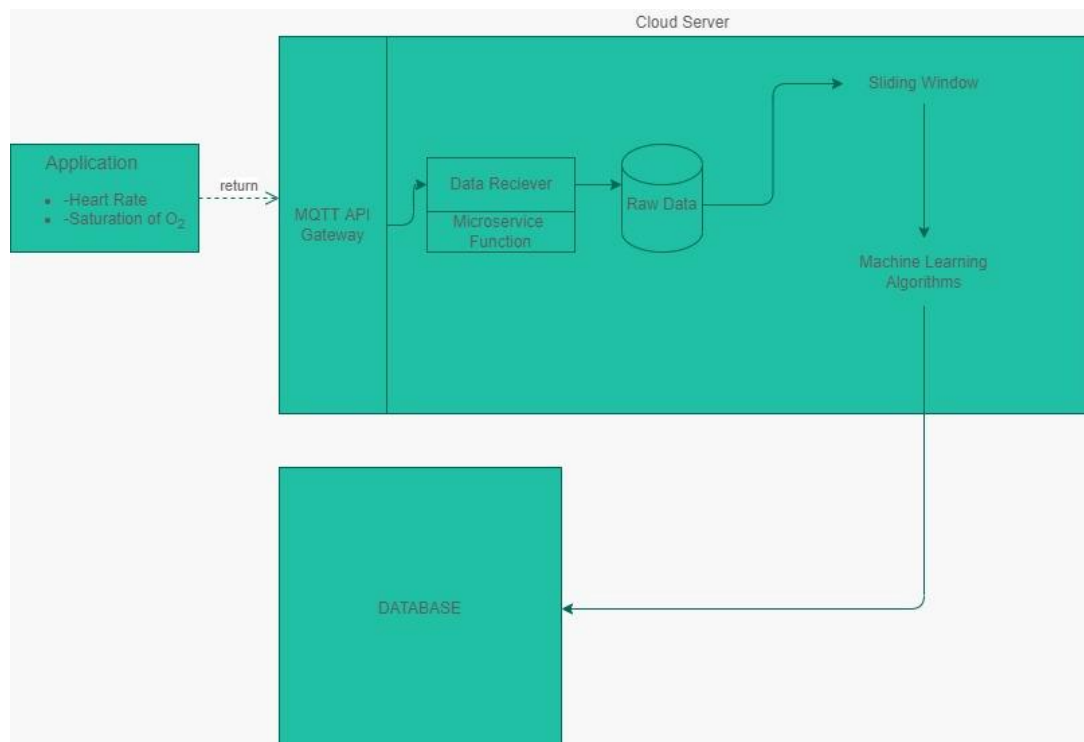 Cloud Server
Application
-Heart Rate
-Saturation of O2
return
MQTT API
Gateway
Data Reciever
Microservice
Function
Raw Data
Sliding Window
Machine Learning
Algorithms
DATABASE